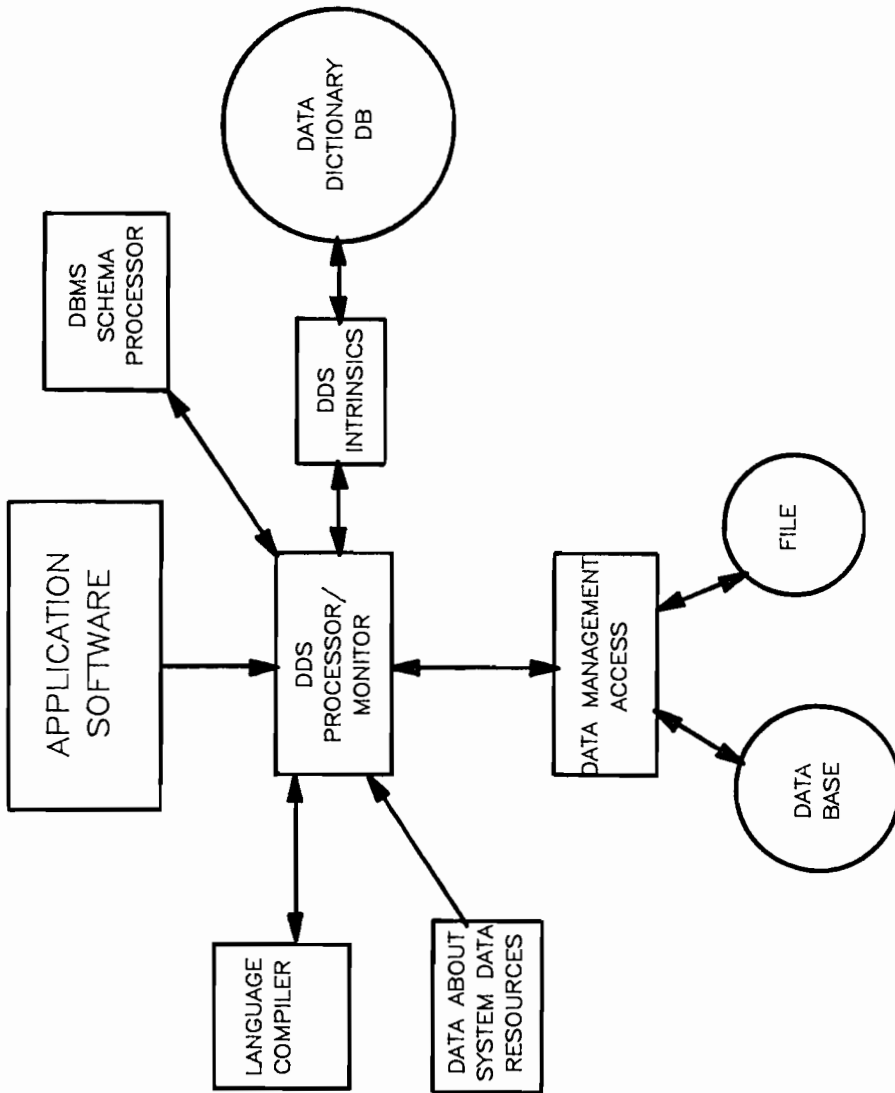 APPLICATION
SOFTWARE
DBMS
SCHEMA
PROCESSOR
LANGUAGE
COMPILER
DDS
PROCESSOR/
MONITOR
DDS
INTRINSICS
DATA
DICTIONARY
DB
DATA ABOUT
SYSTEM DATA
RESOURCES
DATA MANAGEMENT
ACCESS
DATA
BASE
FILE